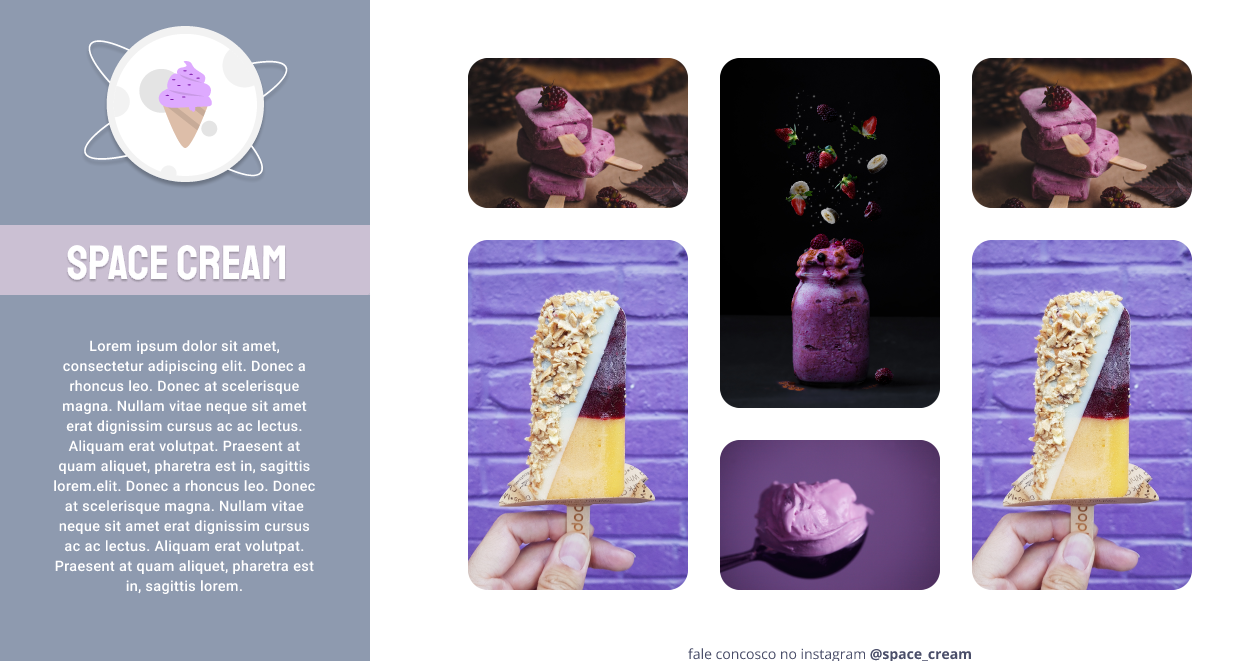 SPACE CREAM
Lorem ipsum dolor sit amet,
consectetur adipiscing elit. Donec a
rhoncus leo. Donec at scelerisque
magna. Nullam vitae neque sit amet
erat dignissim cursus ac ac lectus.
Aliquam erat volutpat. Praesent at
quam aliquet, pharetra est in, sagittis
lorem.elit. Donec a rhoncus leo. Donec
at scelerisque magna. Nullam vitae
neque sit amet erat dignissim cursus
ac ac lectus. Aliquam erat volutpat.
Praesent at quam aliquet, pharetra est
in, sagittis lorem.
fale concosco no instagram @space_cream